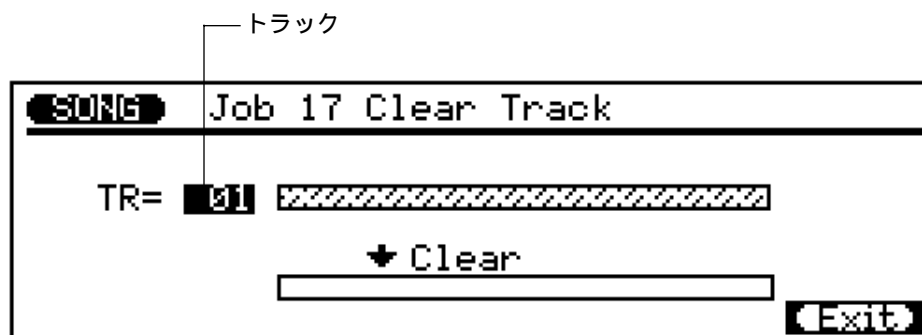 トラック
SONG Job 17 Clear Track
TR= 01
Clear
Exit